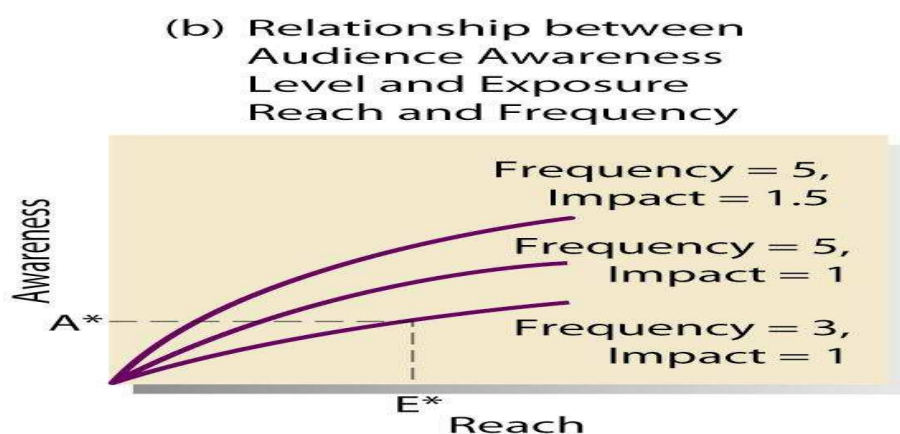 (b) Relationship between
Audience Awareness
Level and Exposure
Reach and Frequency
Frequency = 5,
Impact = 1.5
Frequency = 5,
Impact = 1
Frequency = 3,
Impact = 1
Awareness
A*
E*
Reach